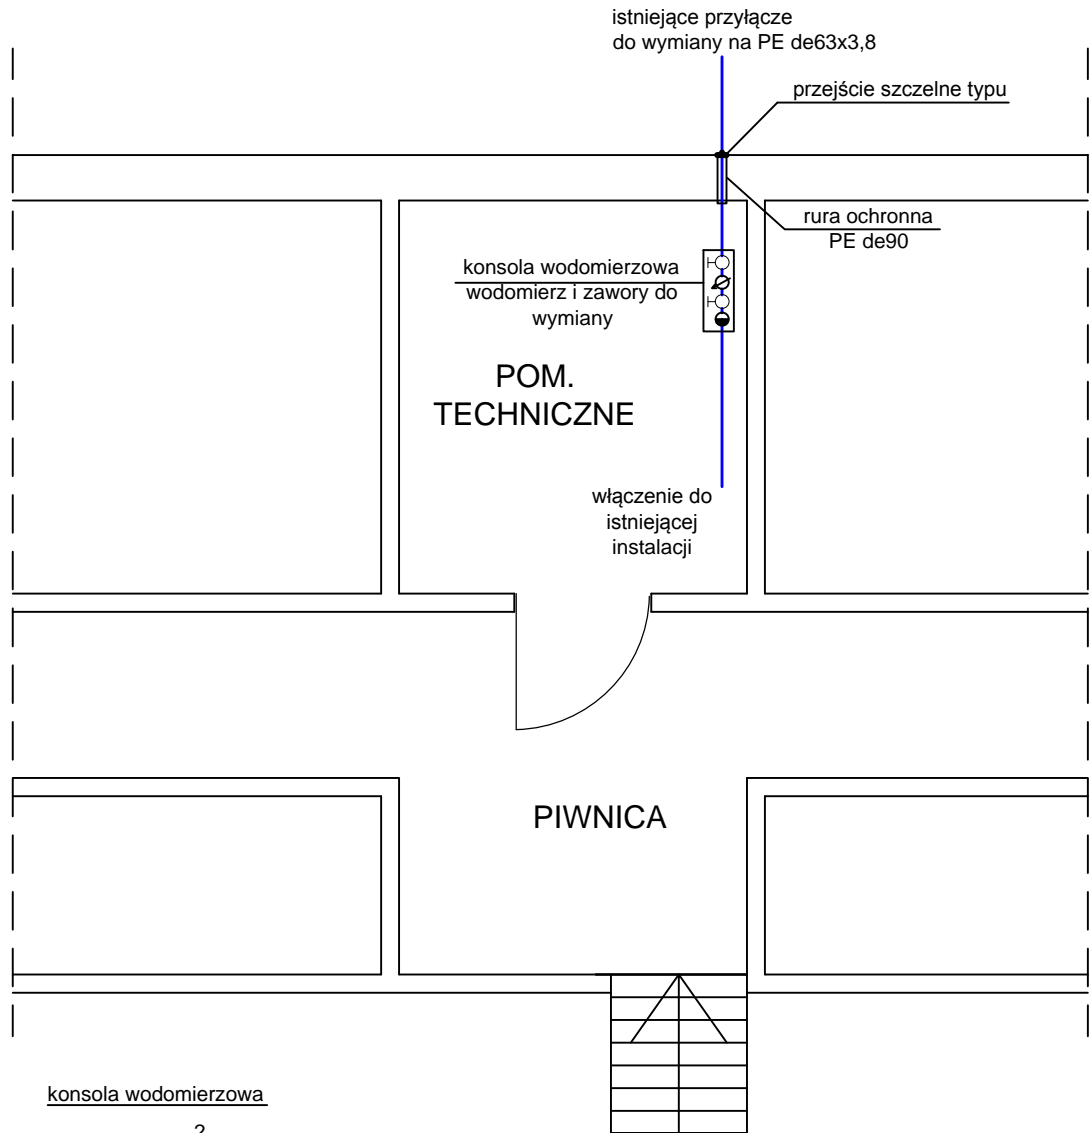 istniejące przyłącze
do wymiany na PE de63x3,8
przejście szczelne typu
rura ochronna
PE de90
konsola wodomierzowa
wodomierz i zawory do
wymiany
POM.
TECHNICZNE
włączenie do
istniejącej
instalacji
PIWNICA
konsola wodomierzowa
2